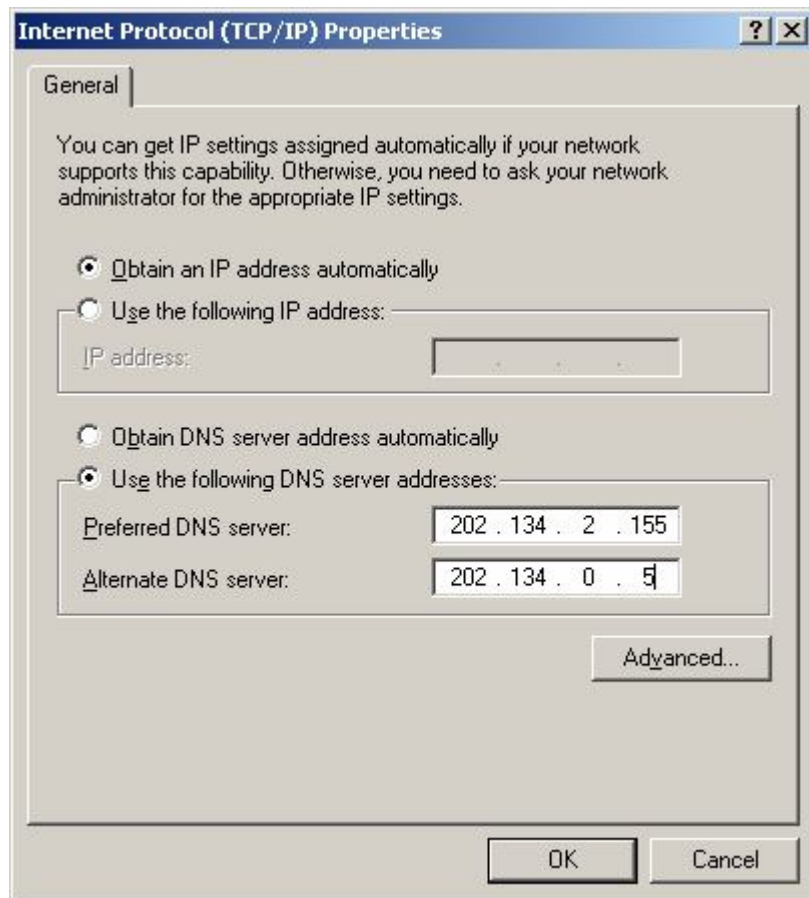 Internet Protocol (TCP/IP) Properties
General
You can get IP settings assigned automatically if your network
supports this capability. Otherwise, you need to ask your network
administrator for the appropriate IP settings.
Obtain an IP address automatically
Use the following IP address:
IP address: . . .
Obtain DNS server address automatically
Use the following DNS server addresses:
Preferred DNS server: 202 . 134 . 2 . 155
Alternate DNS server: 202 . 134 . 0 . 5
Advanced...
OK Cancel